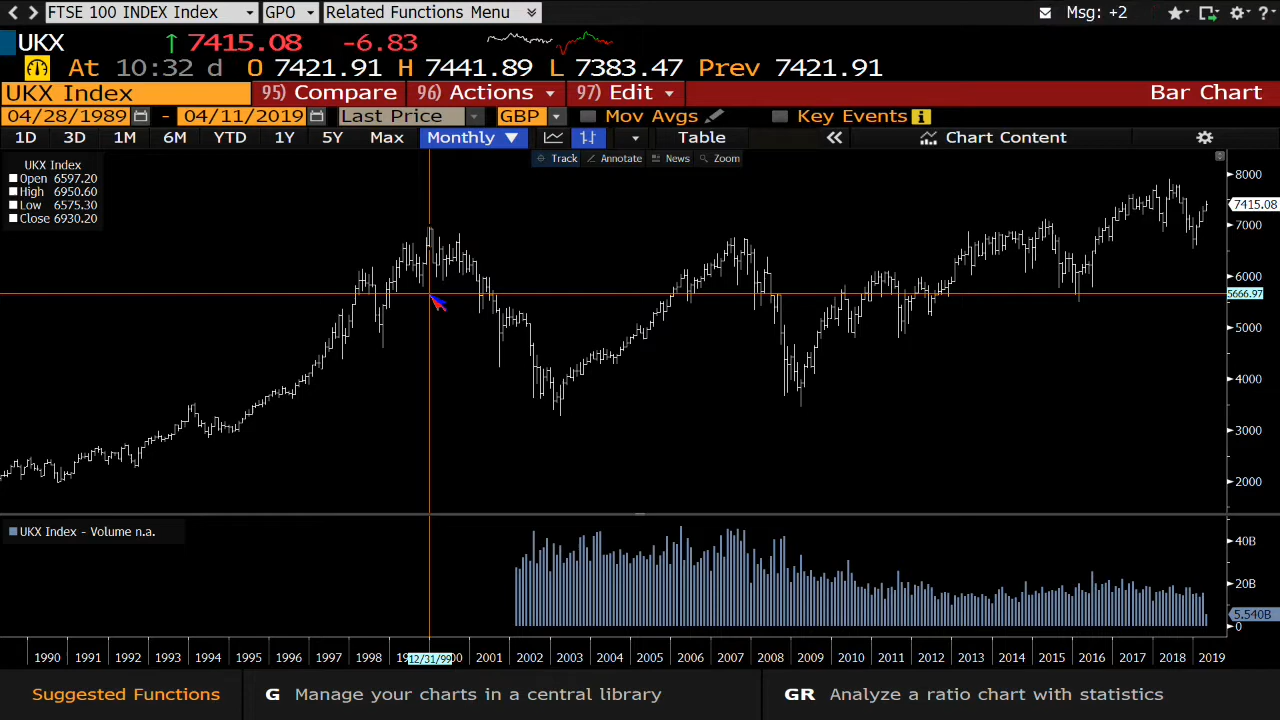 FTSE 100 INDEX Index GPO Related Functions Menu Msg: +2 ?
UKX 7415.08 -6.83
At 10:32 d O 7421.91 H 7441.89 L 7383.47 Prev 7421.91
UKX Index 95) Compare 96) Actions 97) Edit Bar Chart
04/28/1989 - 04/11/2019 Last Price GBP Mov Avgs Key Events i
1D 3D 1M 6M YTD 1Y 5Y Max Monthly Table Chart Content
Track Annotate News Zoom
UKX Index
Open 6597.20
High 6950.60
Low 6575.30
Close 6930.20
8000
7415.08
7000
6000
5666.97
5000
4000
3000
2000
UKX Index - Volume n.a.
40B
20B
5.540B
0
1990 1991 1992 1993 1994 1995 1996 1997 1998 12/31/99 2001 2002 2003 2004 2005 2006 2007 2008 2009 2010 2011 2012 2013 2014 2015 2016 2017 2018 2019
Suggested Functions G Manage your charts in a central library GR Analyze a ratio chart with statistics